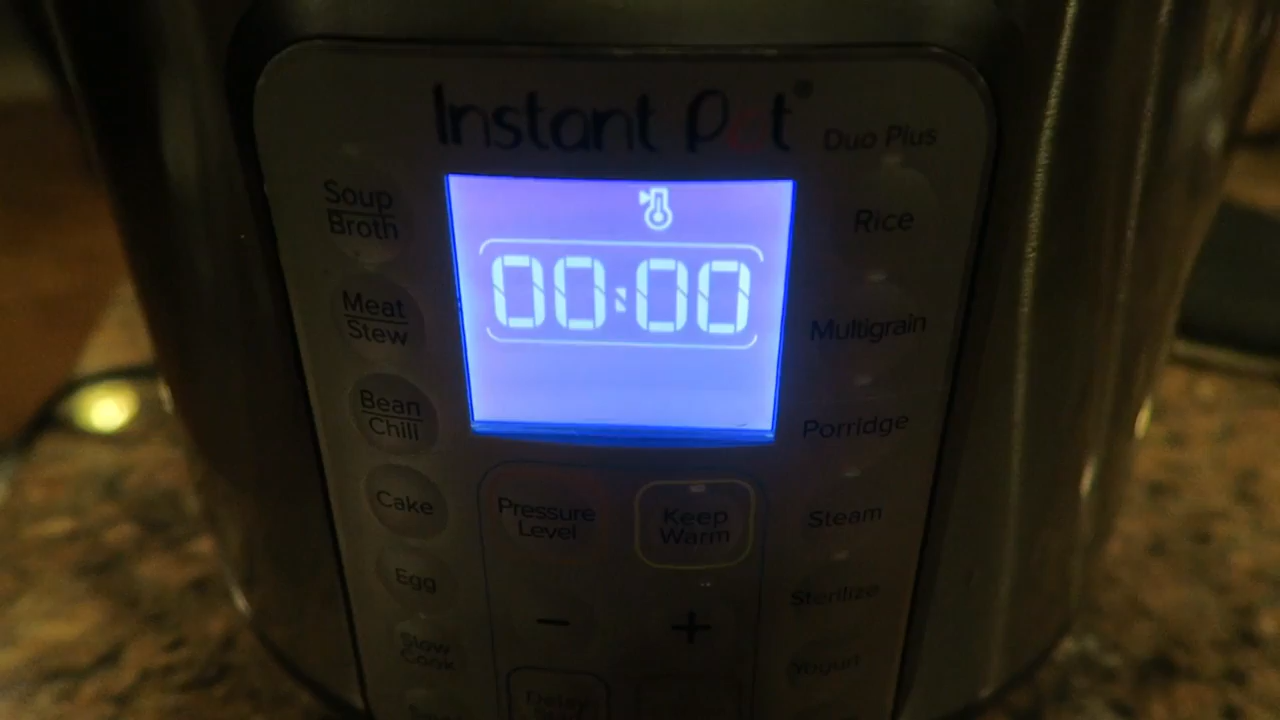 Instant Pot®
Duo Plus
Soup
Broth
Meat
Stew
Bean
Chili
Cake
Egg
Slow
Cook
00:00
Pressure
Level
Keep
Warm
−
+
Delay
Rice
Multigrain
Porridge
Steam
Sterilize
Yogurt